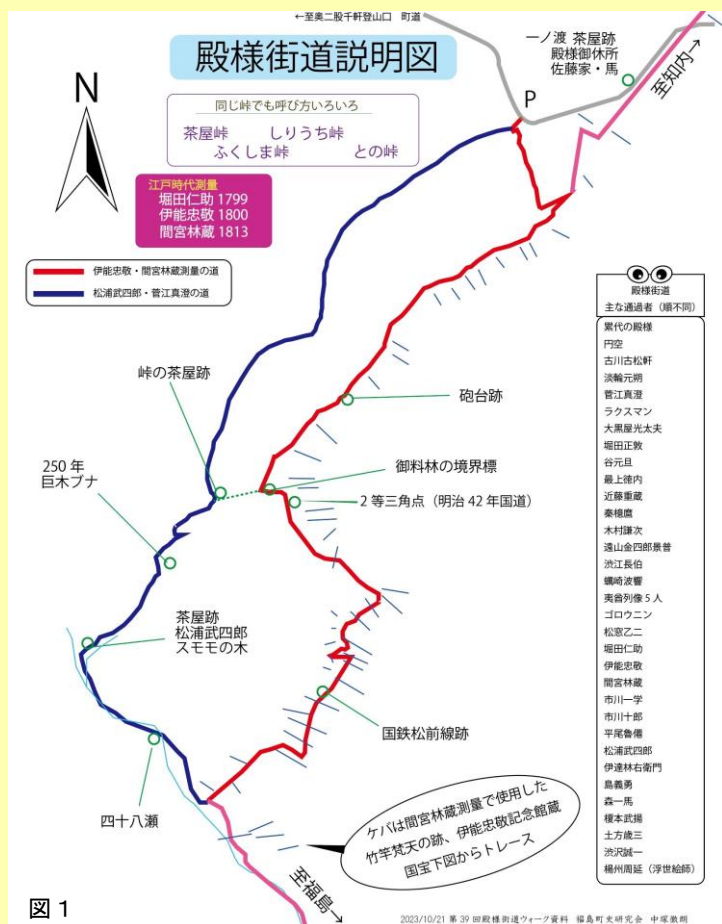 ←至奥二股千軒登山口 町道
殿様街道説明図
一ノ渡 茶屋跡
殿様御休所
佐藤家・馬
至知内→
N
P
同じ峠でも呼び方いろいろ
茶屋峠 しりうち峠
ふくしま峠 との峠
江戸時代測量
堀田仁助 1799
伊能忠敬 1800
間宮林蔵 1813
伊能忠敬・間宮林蔵測量の道
松浦武四郎・菅江真澄の道
峠の茶屋跡
250 年
巨木ブナ
茶屋跡
松浦武四郎
スモモの木
四十八瀬
砲台跡
御料林の境界標
2 等三角点（明治 42 年国道）
国鉄松前線跡
ケバは間宮林蔵測量で使用した
竹竿梵天の跡、伊能忠敬記念館蔵
国宝下図からトレース
至福島→
殿様街道
主な通過者（順不同）
累代の殿様
円空
古川古松軒
淡輪元朔
菅江真澄
ラクスマン
大黒屋光太夫
堀田正敦
谷元旦
最上徳内
近藤重蔵
秦檍麿
木村謙次
遠山金四郎景普
渋江長伯
蠣崎波響
夷酋列像 5 人
ゴロウニン
松窓乙二
堀田仁助
伊能忠敬
間宮林蔵
市川一学
市川十郎
平尾魯僊
松浦武四郎
伊達林右衛門
島義勇
森一馬
榎本武揚
土方歳三
渋沢誠一
楊州周延（浮世絵師）
図 1
2023/10/21 第 39 回殿様街道ウォーク資料 福島町史研究会 中塚徹朗